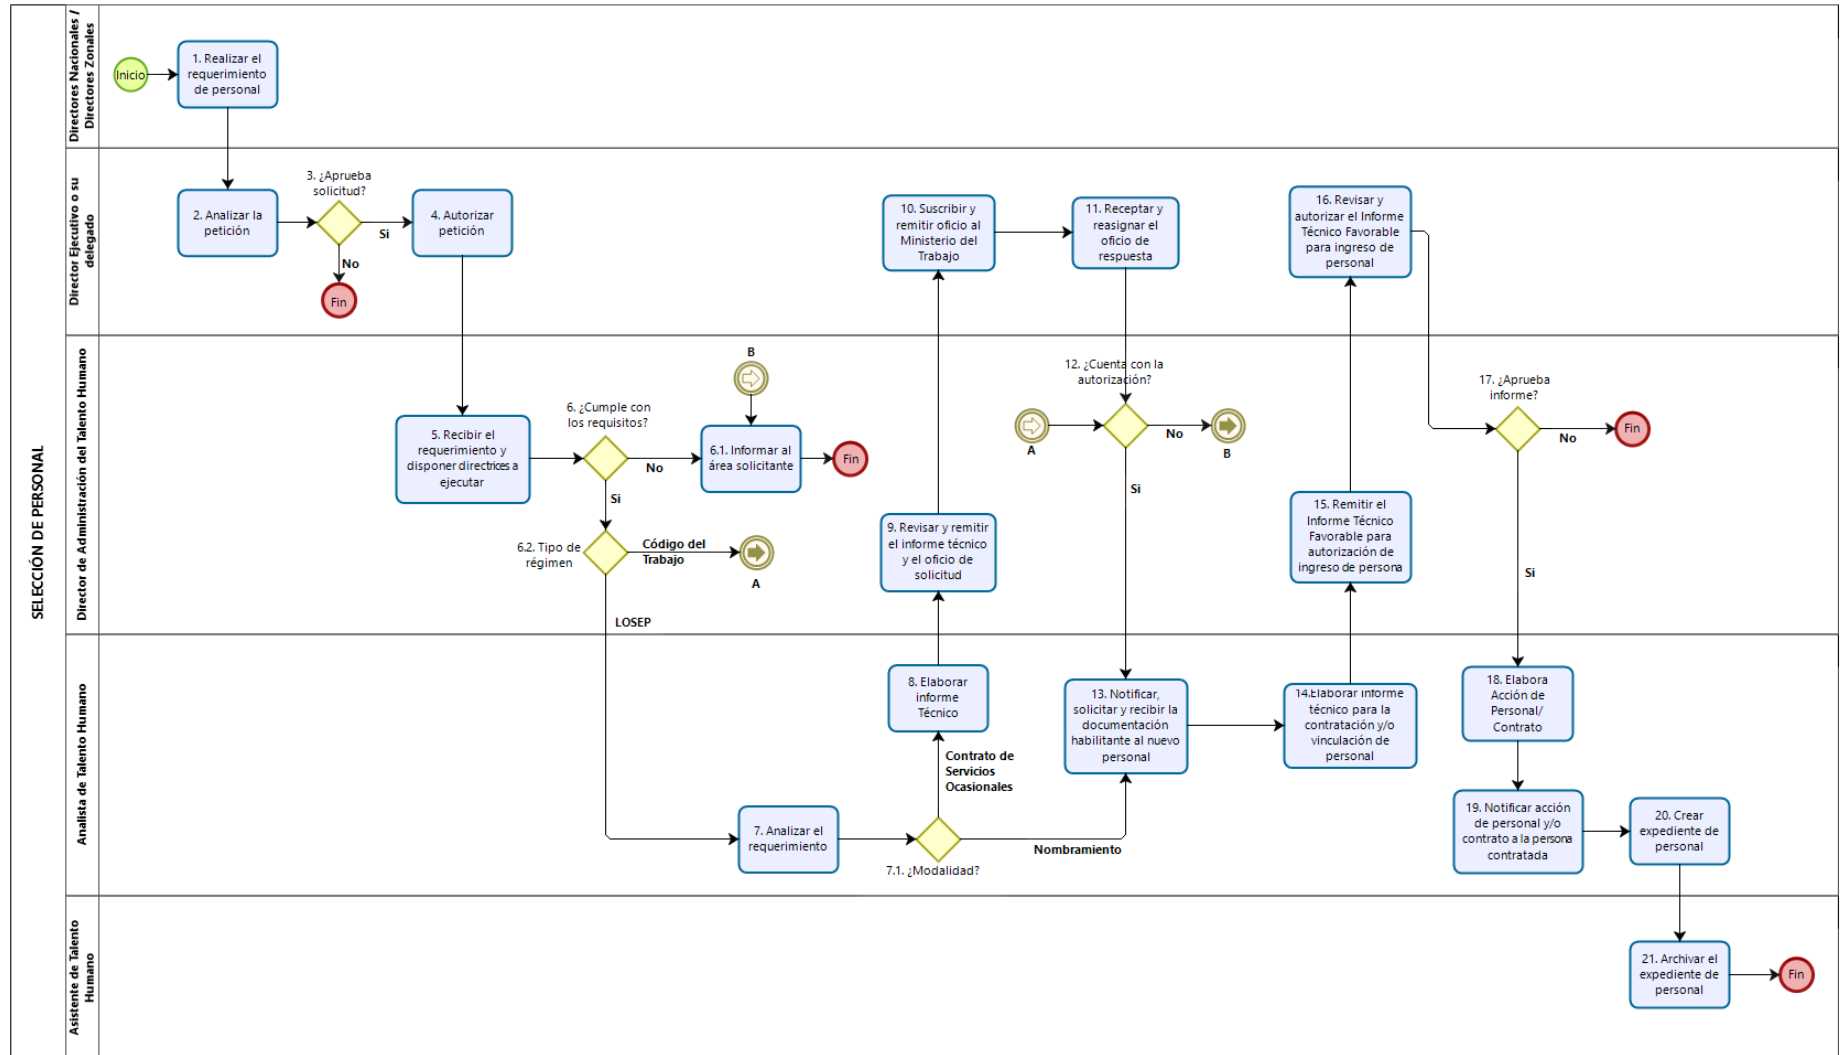 SELECCIÓN DE PERSONAL
Directores Nacionales /
Directores Zonales
Inicio
1. Realizar el
requerimiento
de personal
Director Ejecutivo o su
delegado
2. Analizar la
petición
3. ¿Aprueba
solicitud?
Si
No
Fin
4. Autorizar
petición
10. Suscribir y
remitir oficio al
Ministerio del
Trabajo
11. Receptar y
reasignar el
oficio de
respuesta
16. Revisar y
autorizar el Informe
Técnico Favorable
para ingreso de
personal
Director de Administración del Talento Humano
5. Recibir el
requerimiento y
disponer directrices a
ejecutar
6. ¿Cumple con
los requisitos?
No
Si
B
6.1. Informar al
área solicitante
Fin
6.2. Tipo de
régimen
Código del
Trabajo
A
LOSEP
9. Revisar y remitir
el informe técnico
y el oficio de
solicitud
12. ¿Cuenta con la
autorización?
A
No
B
Si
15. Remitir el
Informe Técnico
Favorable para
autorización de
ingreso de persona
17. ¿Aprueba
informe?
No
Fin
Si
Analista de Talento Humano
7. Analizar el
requerimiento
7.1. ¿Modalidad?
Contrato de
Servicios
Ocasionales
Nombramiento
8. Elaborar
informe
Técnico
13. Notificar,
solicitar y recibir la
documentación
habilitante al nuevo
personal
14.Elaborar informe
técnico para la
contratación y/o
vinculación de
personal
18. Elabora
Acción de
Personal/
Contrato
19. Notificar acción
de personal y/o
contrato a la persona
contratada
20. Crear
expediente de
personal
Asistente de Talento
Humano
21. Archivar el
expediente de
personal
Fin